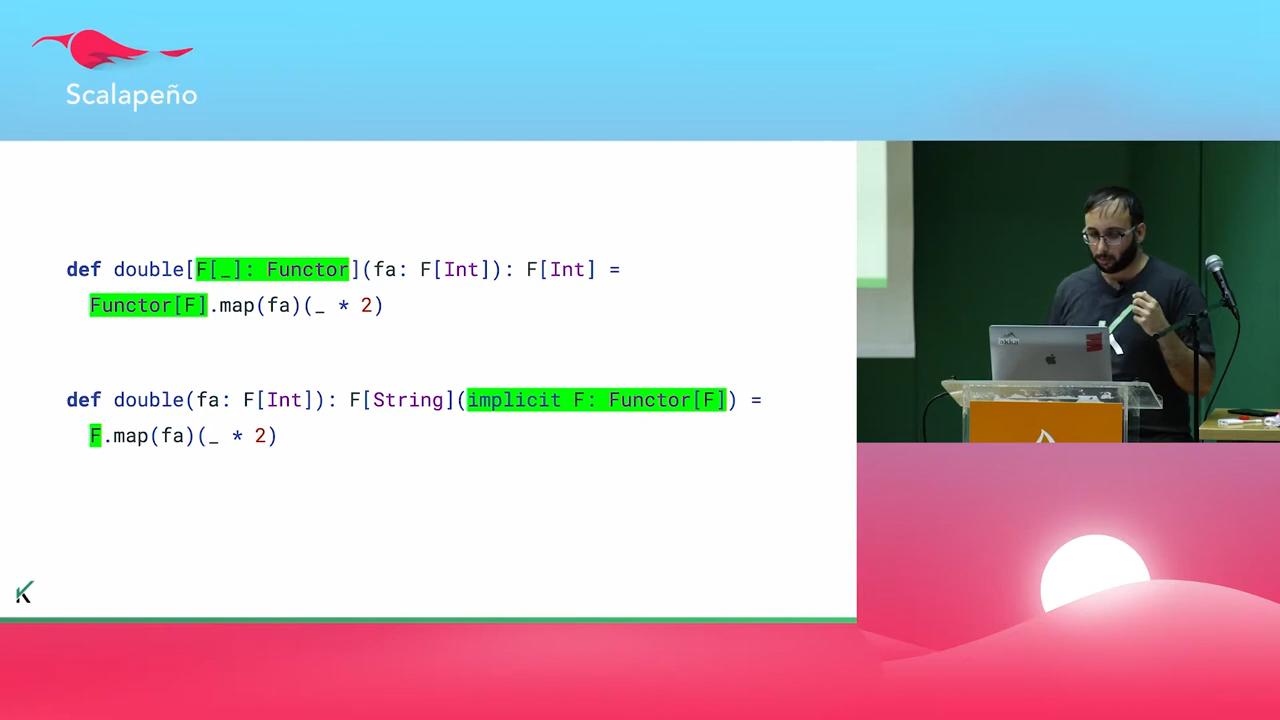 Scalapeño
def double[F[_]: Functor](fa: F[Int]): F[Int] =
Functor[F].map(fa)(_ * 2)
def double(fa: F[Int]): F[String](implicit F: Functor[F]) =
F.map(fa)(_ * 2)
K
akka